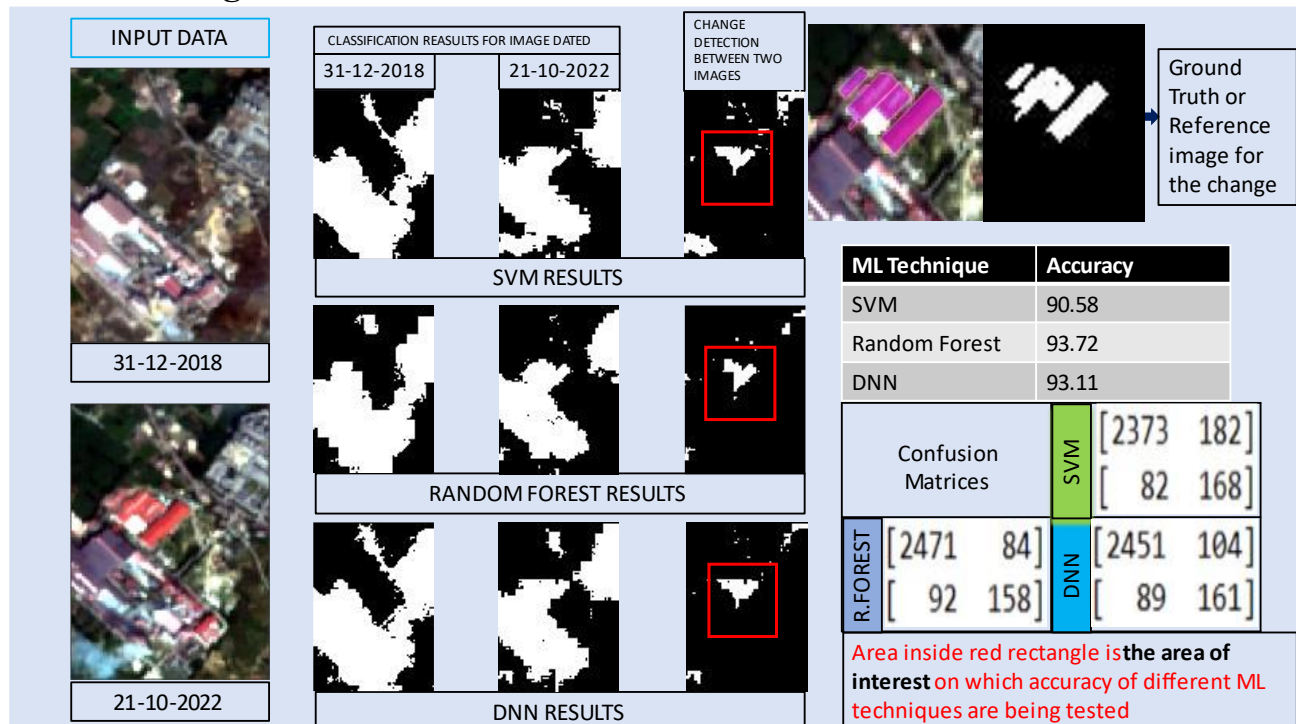 INPUT DATA
31-12-2018
21-10-2022
CLASSIFICATION REASULTS FOR IMAGE DATED
31-12-2018
21-10-2022
CHANGE
DETECTION
BETWEEN TWO
IMAGES
SVM RESULTS
RANDOM FOREST RESULTS
DNN RESULTS
Ground
Truth or
Reference
image for
the change
ML Technique Accuracy
SVM 90.58
Random Forest 93.72
DNN 93.11
Confusion
Matrices
SVM
[2373 182]
[ 82 168]
R.FOREST
[2471 84]
[ 92 158]
DNN
[2451 104]
[ 89 161]
Area inside red rectangle is the area of
interest on which accuracy of different ML
techniques are being tested